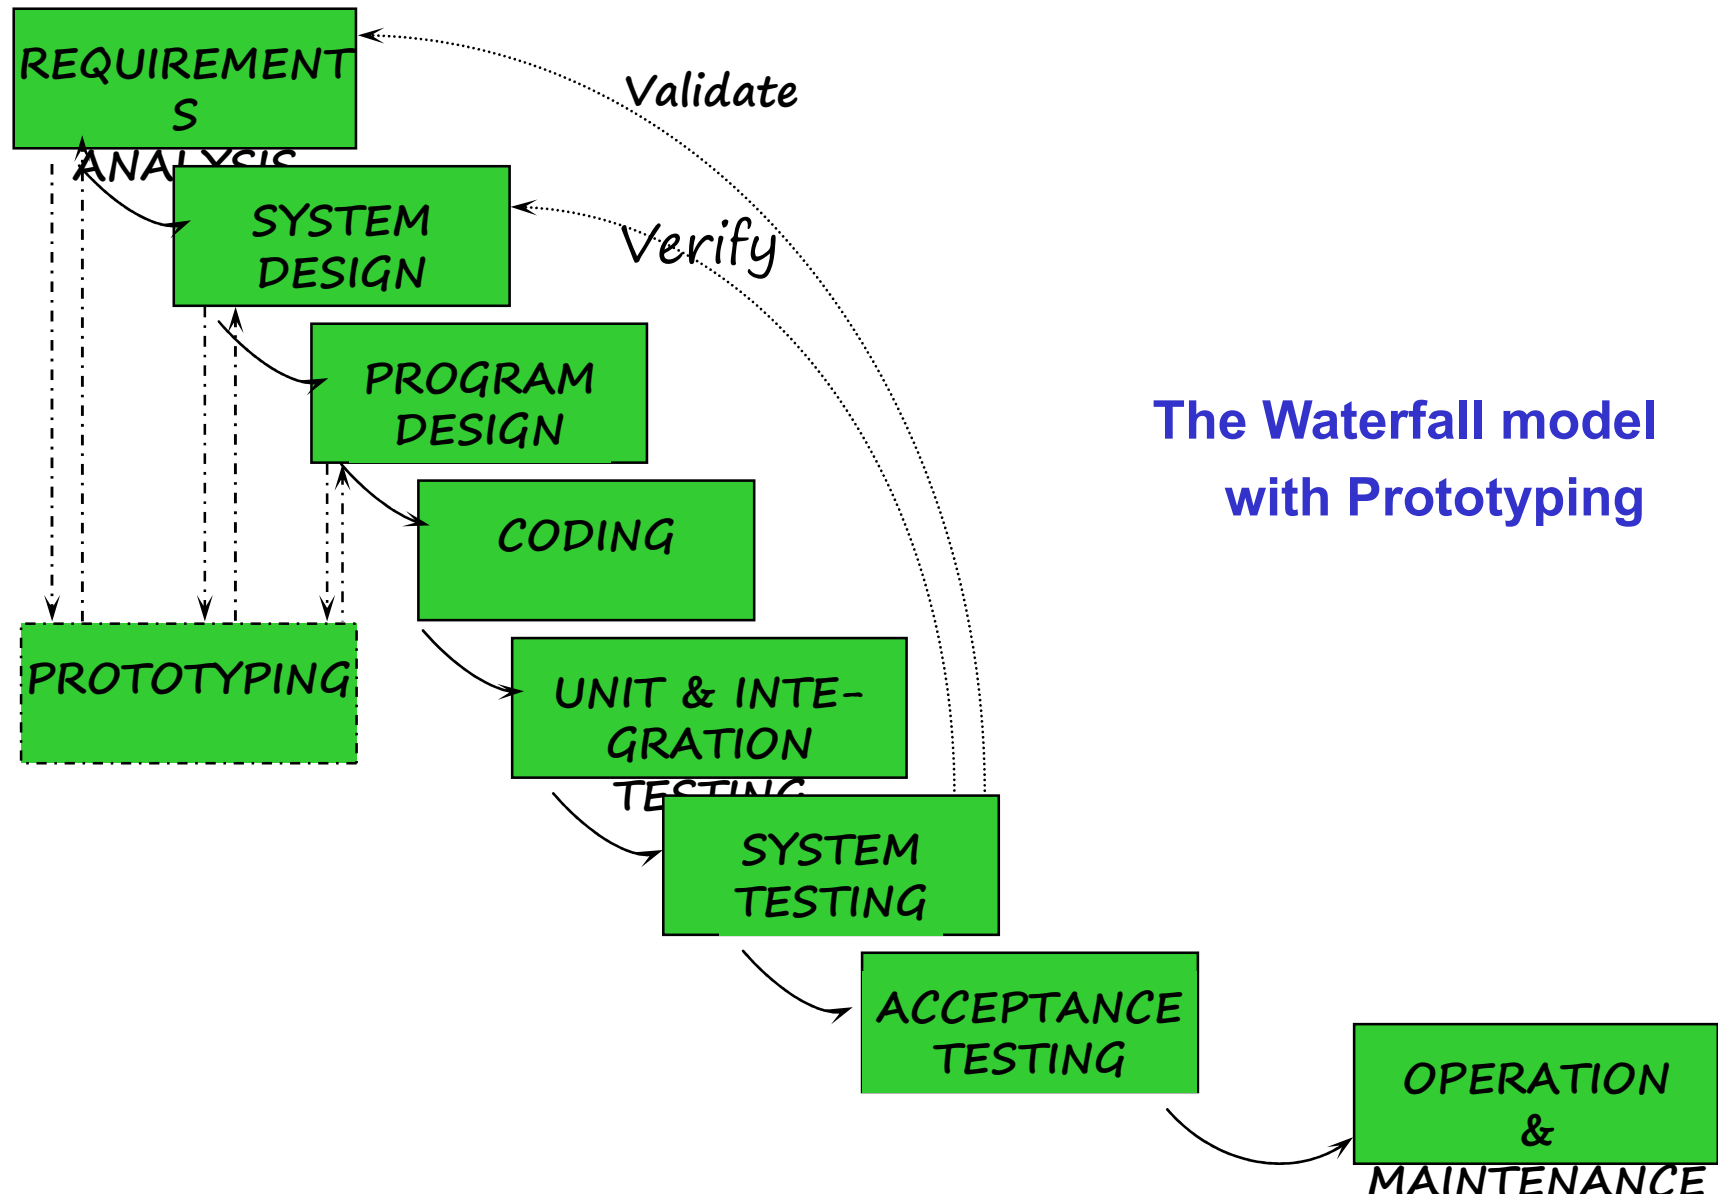 REQUIREMENT
S
ANALYSIS
Validate
SYSTEM
DESIGN
Verify
PROGRAM
DESIGN
The Waterfall model
with Prototyping
CODING
PROTOTYPING
UNIT & INTE-
GRATION
TESTING
SYSTEM
TESTING
ACCEPTANCE
TESTING
OPERATION
&
MAINTENANCE